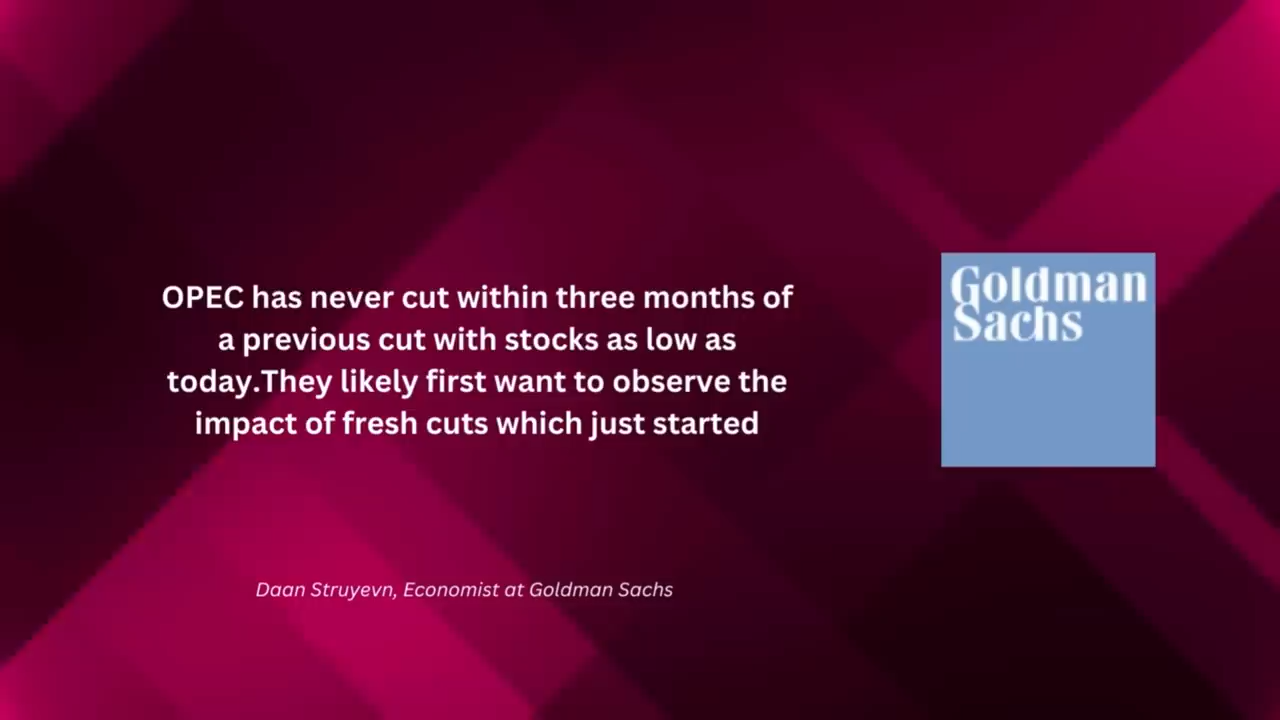 OPEC has never cut within three months of
a previous cut with stocks as low as
today.They likely first want to observe the
impact of fresh cuts which just started
Goldman
Sachs
Daan Struyevn, Economist at Goldman Sachs